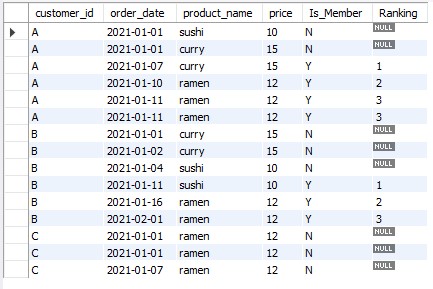 customer_id order_date product_name price Is_Member Ranking
A 2021-01-01 sushi 10 N NULL
A 2021-01-01 curry 15 N NULL
A 2021-01-07 curry 15 Y 1
A 2021-01-10 ramen 12 Y 2
A 2021-01-11 ramen 12 Y 3
A 2021-01-11 ramen 12 Y 3
B 2021-01-01 curry 15 N NULL
B 2021-01-02 curry 15 N NULL
B 2021-01-04 sushi 10 N NULL
B 2021-01-11 sushi 10 Y 1
B 2021-01-16 ramen 12 Y 2
B 2021-02-01 ramen 12 Y 3
C 2021-01-01 ramen 12 N NULL
C 2021-01-01 ramen 12 N NULL
C 2021-01-07 ramen 12 N NULL